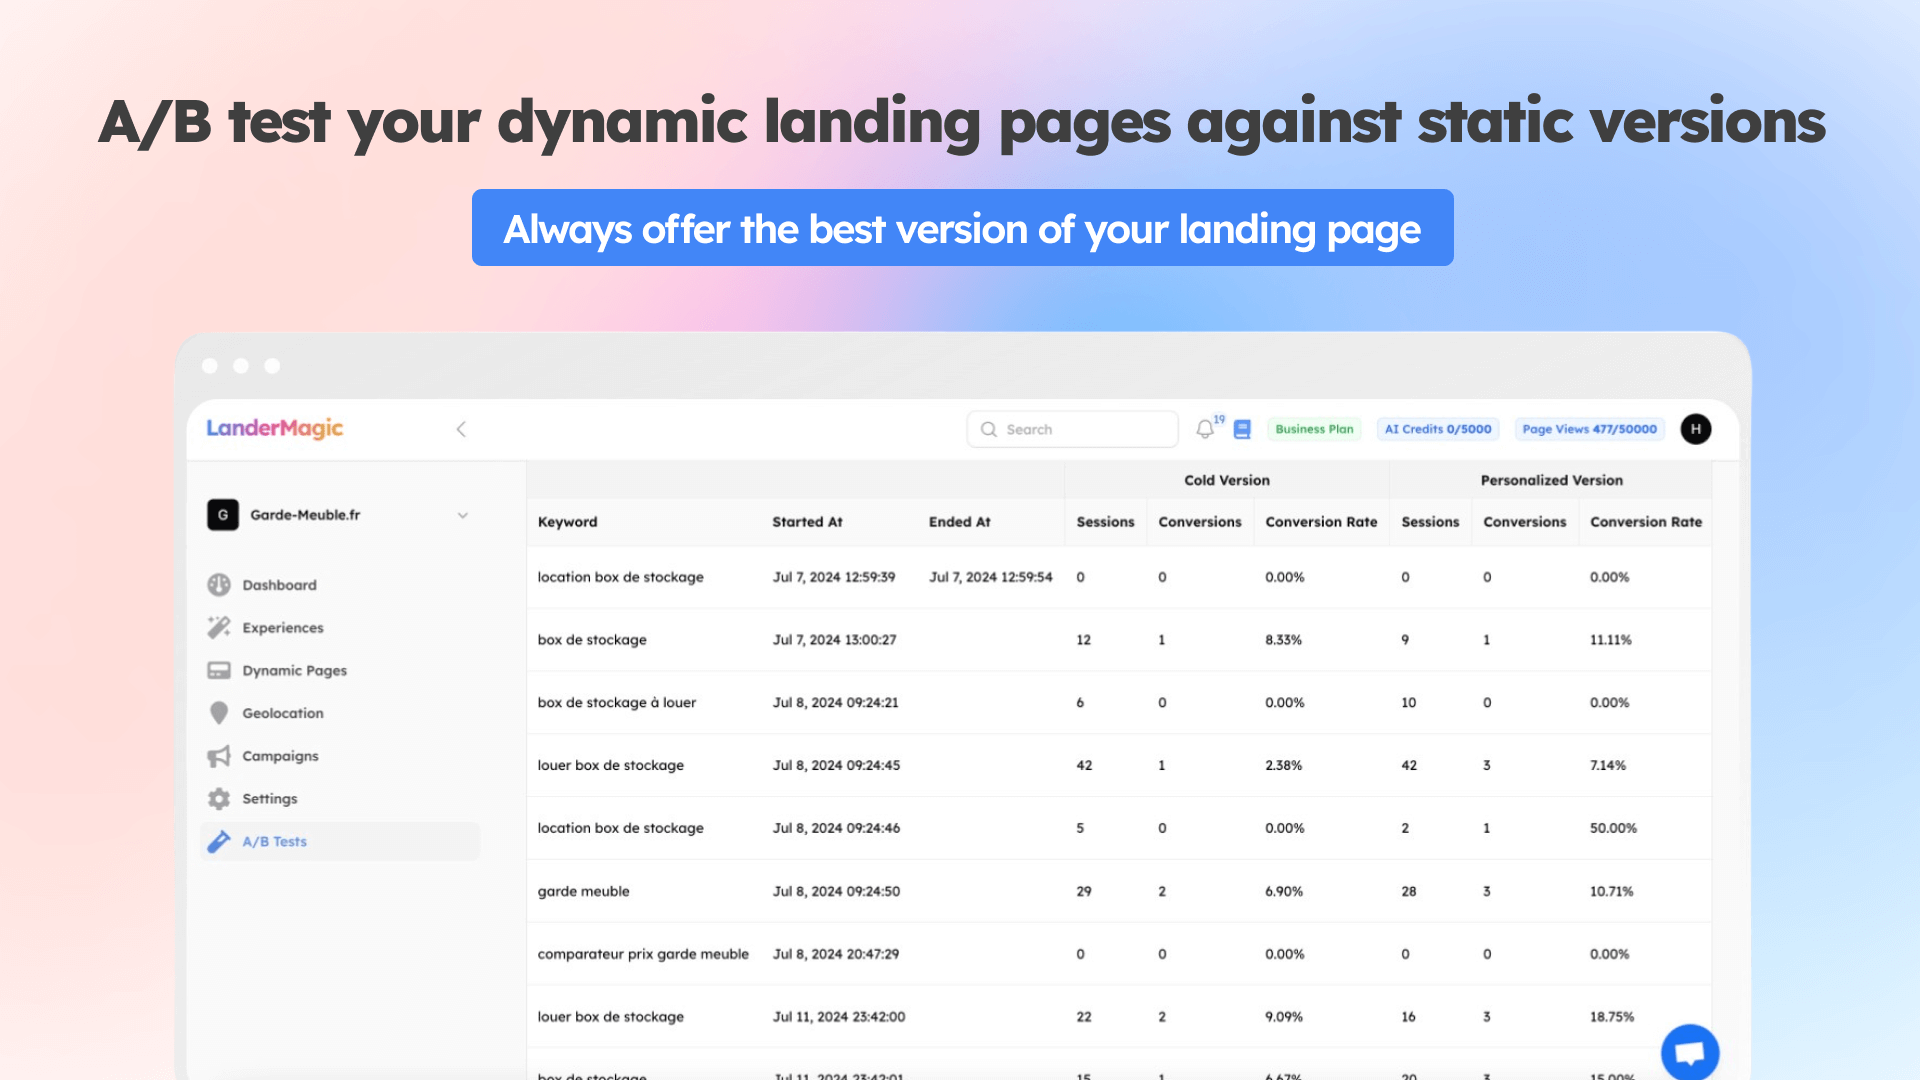 A/B test your dynamic landing pages against static versions
Always offer the best version of your landing page
LanderMagic
Search
19
Business Plan
AI Credits 0/5000
Page Views 477/50000
H
G
Garde-Meuble.fr
Dashboard
Experiences
Dynamic Pages
Geolocation
Campaigns
Settings
A/B Tests
Cold Version Personalized Version
Keyword Started At Ended At Sessions Conversions Conversion Rate Sessions Conversions Conversion Rate
location box de stockage Jul 7, 2024 12:59:39 Jul 7, 2024 12:59:54 0 0 0.00% 0 0 0.00%
box de stockage Jul 7, 2024 13:00:27 12 1 8.33% 9 1 11.11%
box de stockage à louer Jul 8, 2024 09:24:21 6 0 0.00% 10 0 0.00%
louer box de stockage Jul 8, 2024 09:24:45 42 1 2.38% 42 3 7.14%
location box de stockage Jul 8, 2024 09:24:46 5 0 0.00% 2 1 50.00%
garde meuble Jul 8, 2024 09:24:50 29 2 6.90% 28 3 10.71%
comparateur prix garde meuble Jul 8, 2024 20:47:29 0 0 0.00% 0 0 0.00%
louer box de stockage Jul 11, 2024 23:42:00 22 2 9.09% 16 3 18.75%
box de stockage Jul 11, 2024 23:42:01 15 1 6.67% 20 3 15.00%